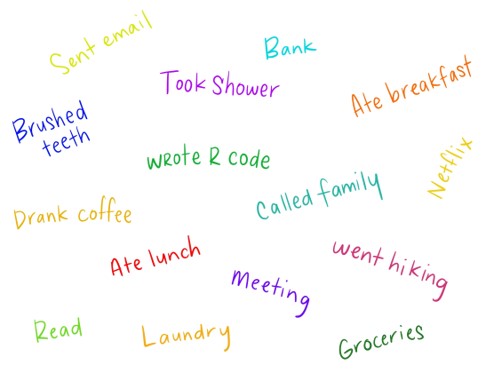 Sent email
Bank
Took Shower
Ate breakfast
Brushed
teeth
wrote R code
Netflix
Called family
Drank coffee
Ate lunch
went hiking
Meeting
Read
Laundry
Groceries